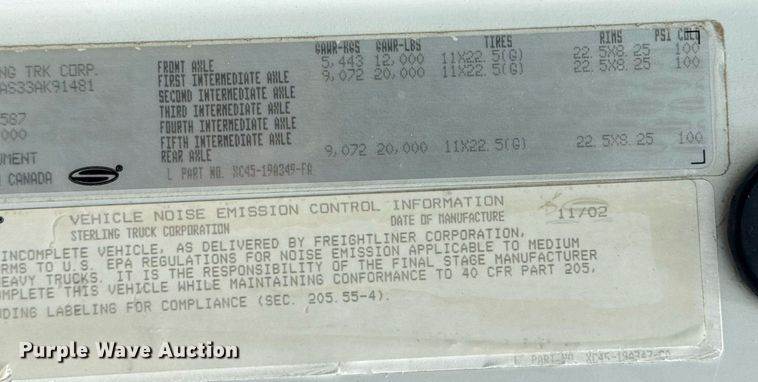 GAWR-KGS GAWR-LBS TIRES RIMS PSI COLD
NG TRK CORP. FRONT AXLE 5,443 12,000 11X22.5(G) 22.5X8.25 100
AS33AK91481 FIRST INTERMEDIATE AXLE 9,072 20,000 11X22.5(G) 22.5X8.25 100
SECOND INTERMEDIATE AXLE
THIRD INTERMEDIATE AXLE
587 FOURTH INTERMEDIATE AXLE
000 FIFTH INTERMEDIATE AXLE
UMENT REAR AXLE 9,072 20,000 11X22.5(G) 22.5X8.25 100
CANADA L PART NO. XC45-19A349-FA
VEHICLE NOISE EMISSION CONTROL INFORMATION
STERLING TRUCK CORPORATION DATE OF MANUFACTURE 11/02
INCOMPLETE VEHICLE, AS DELIVERED BY FREIGHTLINER CORPORATION,
RMS TO U.S. EPA REGULATIONS FOR NOISE EMISSION APPLICABLE TO MEDIUM
EAVY TRUCKS. IT IS THE RESPONSIBILITY OF THE FINAL STAGE MANUFACTURER
OMPLETE THIS VEHICLE WHILE MAINTAINING CONFORMANCE TO 40 CFR PART 205,
DING LABELING FOR COMPLIANCE (SEC. 205.55-4).
L PART NO.
Purple Wave Auction